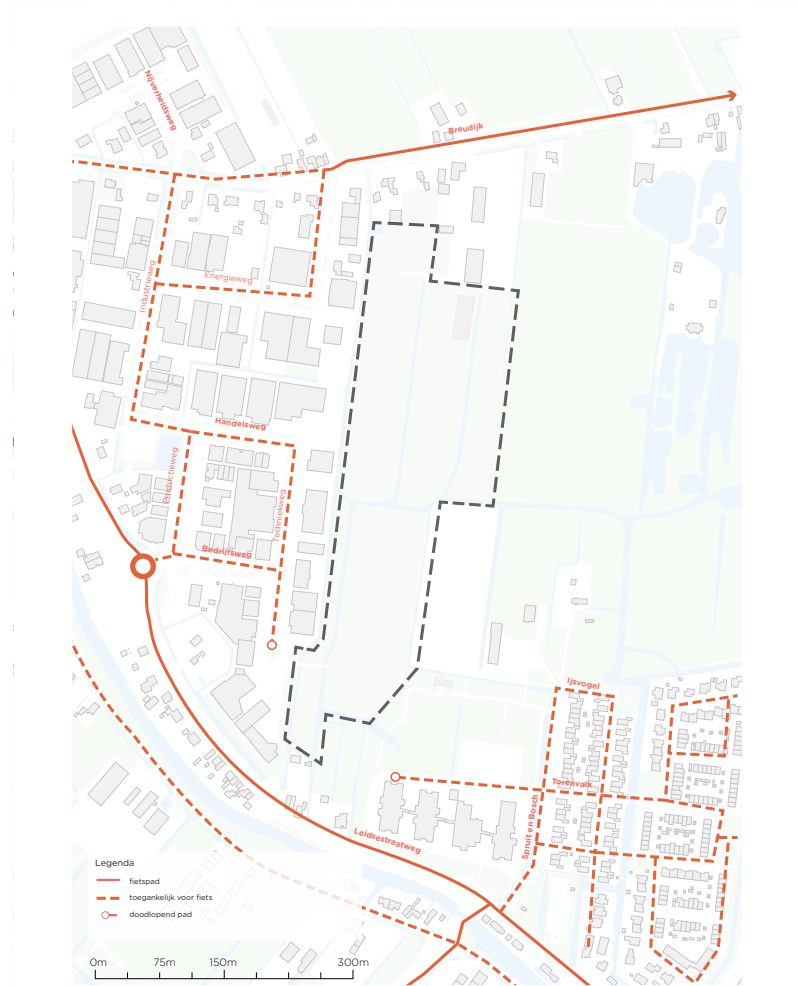 Nijverheidsweg
Breudijk
Industrieweg
Energieweg
Handelsweg
Productieweg
Techniekweg
Bedrijfsweg
Ijsvogel
Torenvalk
Spruit en Bosch
Leidsestraatweg
Legenda
fietspad
toegankelijk voor fiets
doodlopend pad
0m 75m 150m 300m